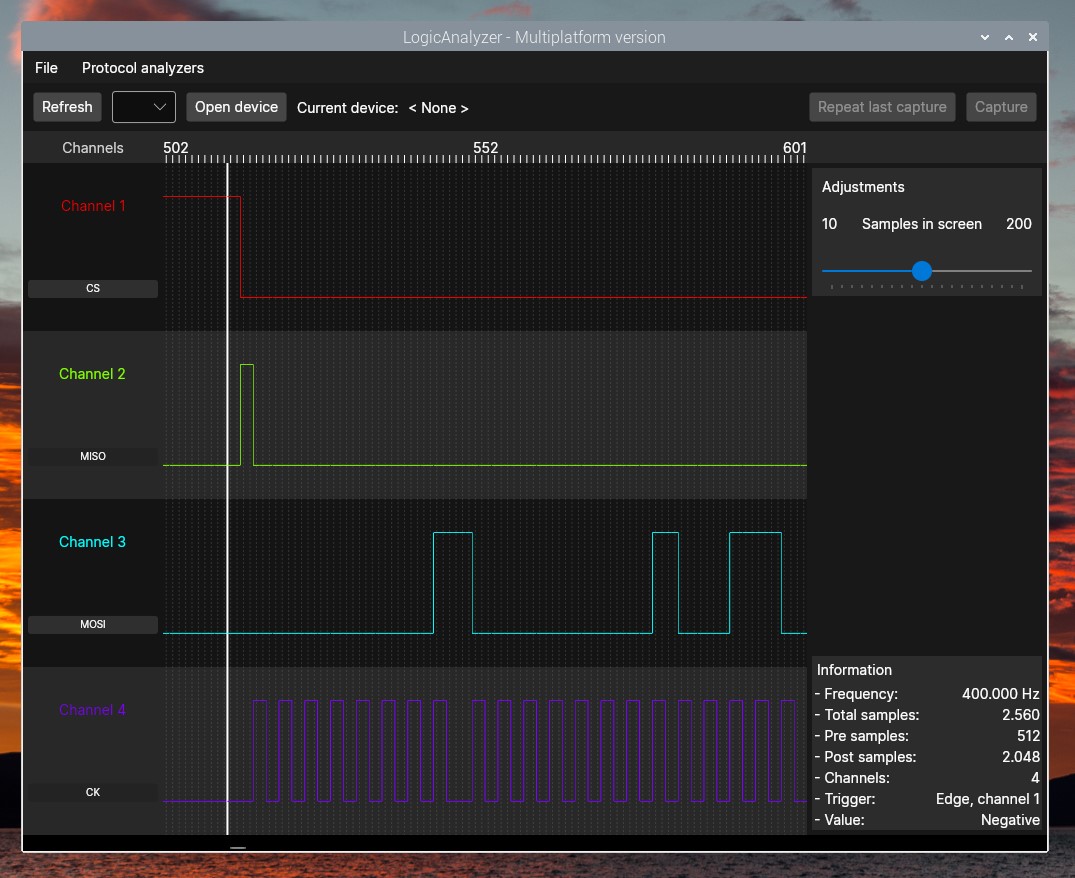 LogicAnalyzer - Multiplatform version
File Protocol analyzers
Refresh Open device Current device: < None > Repeat last capture Capture
Channels 502 552 601
Channel 1
CS
Adjustments
10 Samples in screen 200
Channel 2
MISO
Channel 3
MOSI
Channel 4
CK
Information
- Frequency: 400.000 Hz
- Total samples: 2.560
- Pre samples: 512
- Post samples: 2.048
- Channels: 4
- Trigger: Edge, channel 1
- Value: Negative